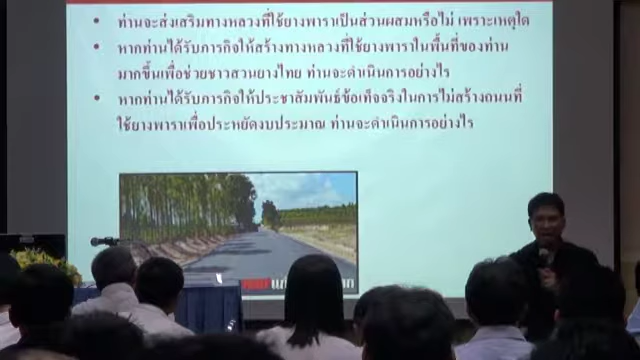 • ท่านจะส่งเสริมทางหลวงที่ใช้ยางพาราเป็นส่วนผสมหรือไม่ เพราะเหตุใด
• หากท่านได้รับภารกิจให้สร้างทางหลวงที่ใช้ยางพาราในพื้นที่ของท่าน
มากขึ้นเพื่อช่วยชาวสวนยางไทย ท่านจะดำเนินการอย่างไร
• หากท่านได้รับภารกิจให้ประชาสัมพันธ์ข้อเท็จจริงในการไม่สร้างถนนที่
ใช้ยางพาราเพื่อประหยัดงบประมาณ ท่านจะดำเนินการอย่างไร